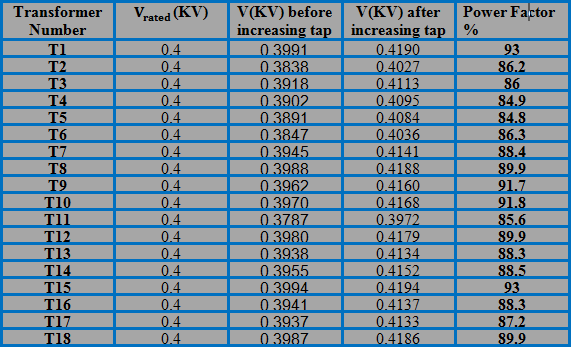 Transformer Number V rated (KV) V(KV) before increasing tap V(KV) after increasing tap Power Factor %
T1 0.4 0.3991 0.4190 93
T2 0.4 0.3838 0.4027 86.2
T3 0.4 0.3918 0.4113 86
T4 0.4 0.3902 0.4095 84.9
T5 0.4 0.3891 0.4084 84.8
T6 0.4 0.3847 0.4036 86.3
T7 0.4 0.3945 0.4141 88.4
T8 0.4 0.3988 0.4188 89.9
T9 0.4 0.3962 0.4160 91.7
T10 0.4 0.3970 0.4168 91.8
T11 0.4 0.3787 0.3972 85.6
T12 0.4 0.3980 0.4179 89.9
T13 0.4 0.3938 0.4134 88.3
T14 0.4 0.3955 0.4152 88.5
T15 0.4 0.3994 0.4194 93
T16 0.4 0.3941 0.4137 88.3
T17 0.4 0.3937 0.4133 87.2
T18 0.4 0.3987 0.4186 89.9